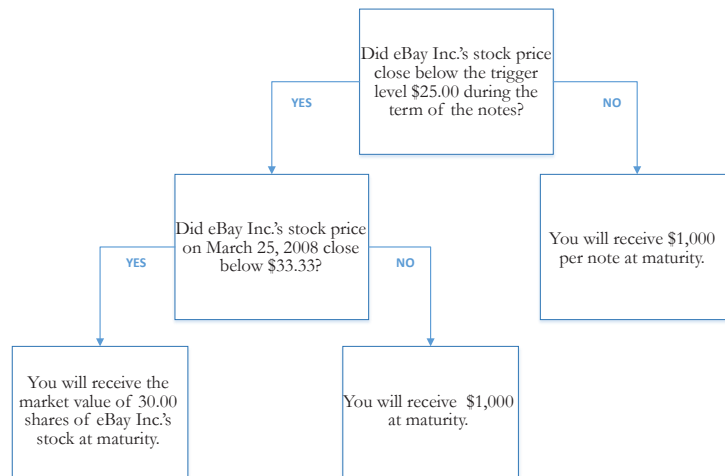 Did eBay Inc.'s stock price
close below the trigger
level $25.00 during the
term of the notes?
YES
NO
Did eBay Inc.'s stock price
on March 25, 2008 close
below $33.33?
You will receive $1,000
per note at maturity.
YES
NO
You will receive the
market value of 30.00
shares of eBay Inc.'s
stock at maturity.
You will receive $1,000
at maturity.